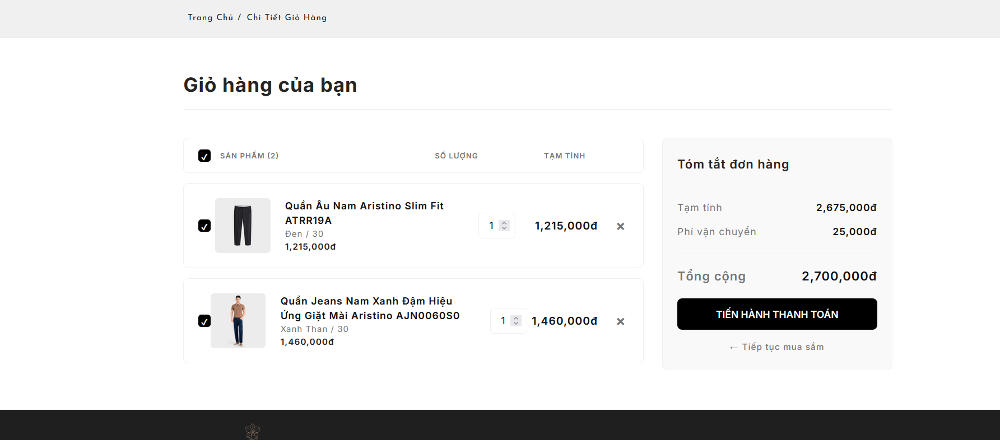 Trang Chủ / Chi Tiết Giỏ Hàng
Giỏ hàng của bạn
SẢN PHẨM (2) SỐ LƯỢNG TẠM TÍNH
Quần Âu Nam Aristino Slim Fit
ATRR19A
Đen / 30
1,215,000đ
1 1,215,000đ ×
Quần Jeans Nam Xanh Đậm Hiệu
Ứng Giặt Mài Aristino AJN0060S0
Xanh Than / 30
1,460,000đ
1 1,460,000đ ×
Tóm tắt đơn hàng
Tạm tính 2,675,000đ
Phí vận chuyển 25,000đ
Tổng cộng 2,700,000đ
TIẾN HÀNH THANH TOÁN
← Tiếp tục mua sắm